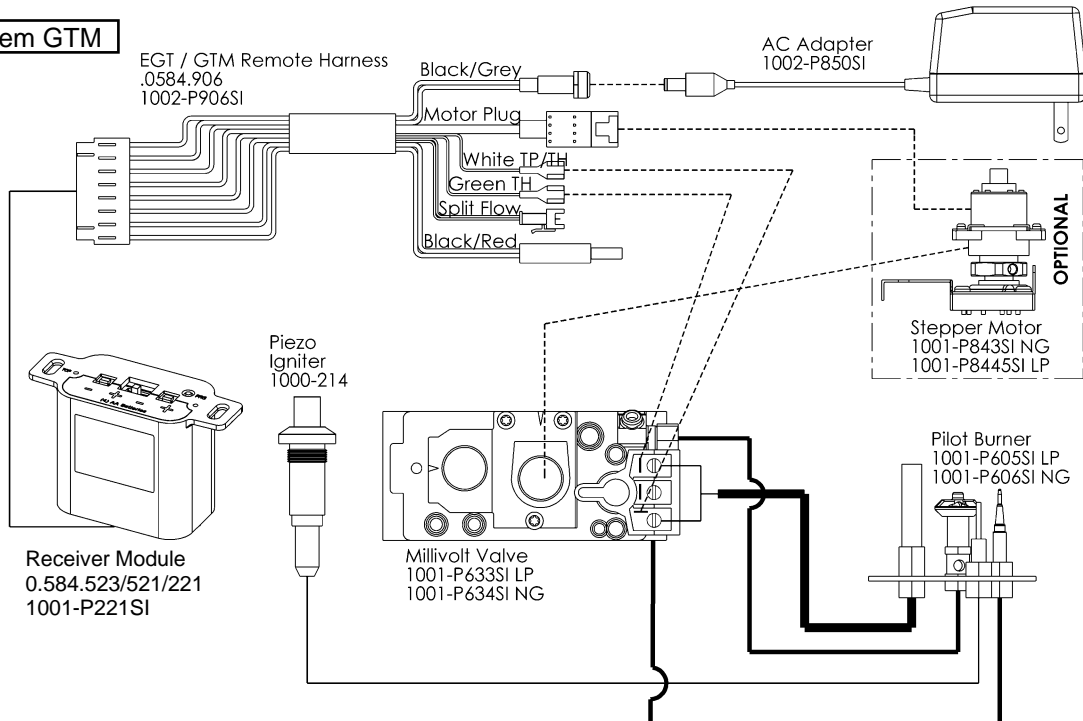 em GTM
EGT / GTM Remote Harness
.0584.906
1002-P906SI
Black/Grey
AC Adapter
1002-P850SI
Motor Plug
White TP/TH
Green TH
Split Flow
Black/Red
OPTIONAL
Stepper Motor
1001-P843SI NG
1001-P8445SI LP
Piezo
Igniter
1000-214
Pilot Burner
1001-P605SI LP
1001-P606SI NG
Millivolt Valve
1001-P633SI LP
1001-P634SI NG
Receiver Module
0.584.523/521/221
1001-P221SI